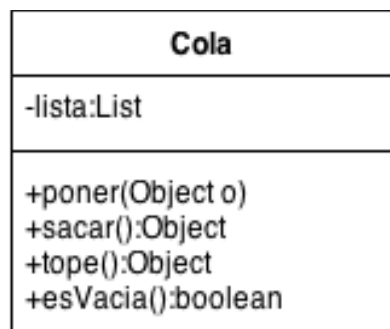 Cola
-lista:List
+poner(Object o)
+sacar():Object
+tope():Object
+esVacia():boolean